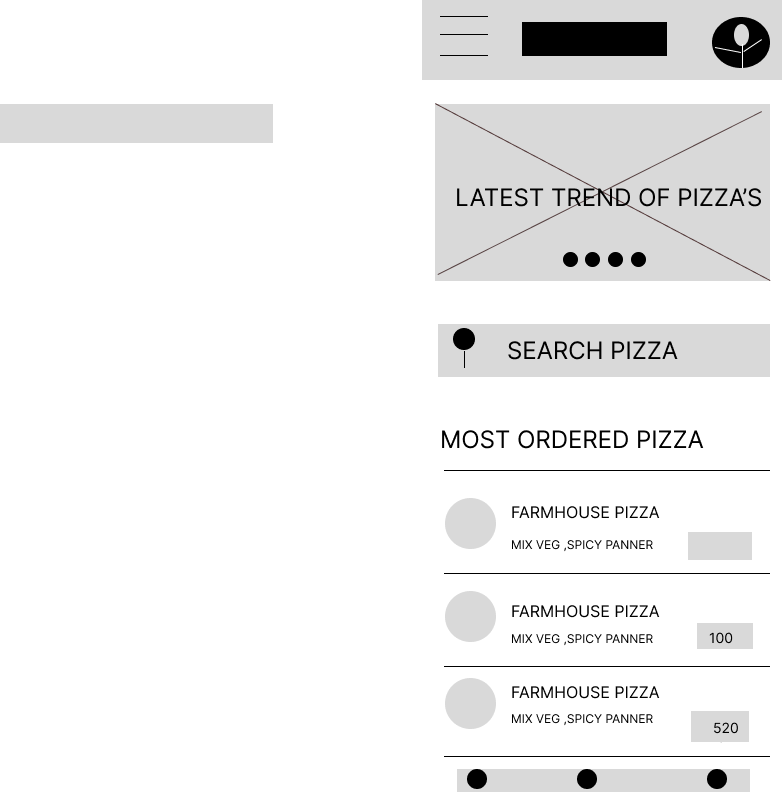 LATEST TREND OF PIZZA’S
SEARCH PIZZA
MOST ORDERED PIZZA
FARMHOUSE PIZZA
MIX VEG ,SPICY PANNER
FARMHOUSE PIZZA
MIX VEG ,SPICY PANNER
100
FARMHOUSE PIZZA
MIX VEG ,SPICY PANNER
520